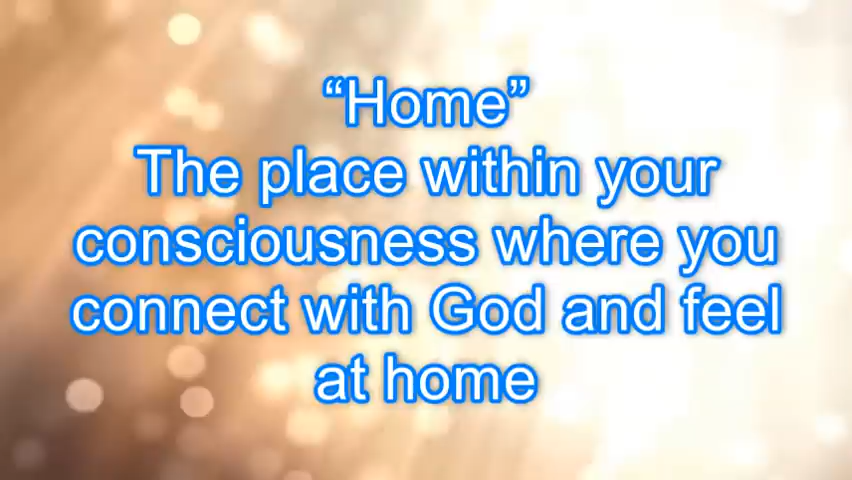 “Home”
The place within your
consciousness where you
connect with God and feel
at home